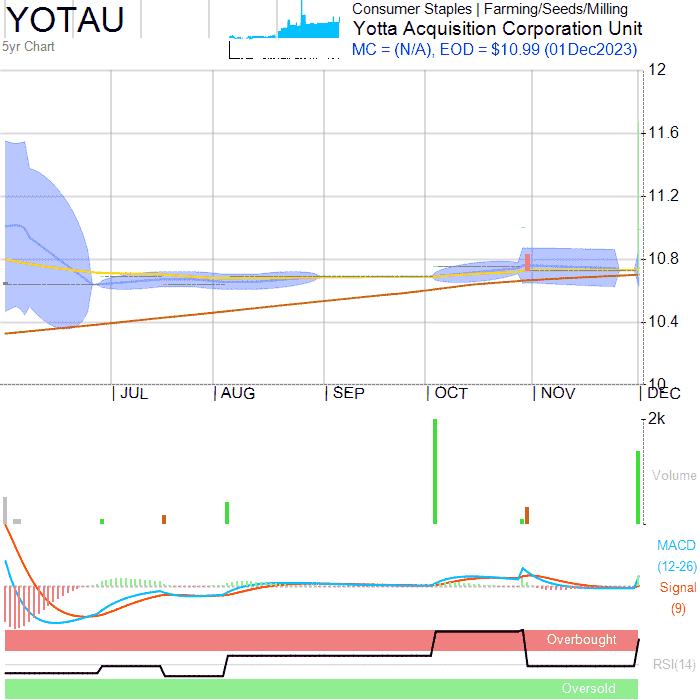 YOTAU
Consumer Staples | Farming/Seeds/Milling
Yotta Acquisition Corporation Unit
5yr Chart
MC = (N/A), EOD = $10.99 (01Dec2023)
12
11.6
11.2
10.8
10.4
10
JUL AUG SEP OCT NOV DEC
2k
Volume
MACD
(12-26)
Signal
(9)
Overbought
RSI(14)
Oversold